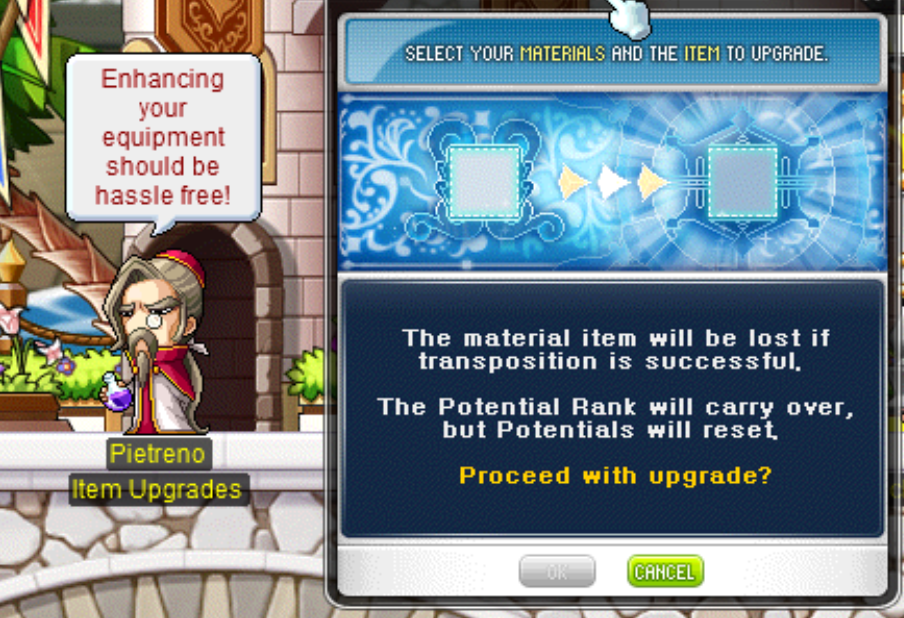 SELECT YOUR MATERIALS AND THE ITEM TO UPGRADE.
Enhancing
your
equipment
should be
hassle free!
The material item will be lost if
transposition is successful.
The Potential Rank will carry over,
but Potentials will reset.
Proceed with upgrade?
Pietreno
Item Upgrades
OK
CANCEL